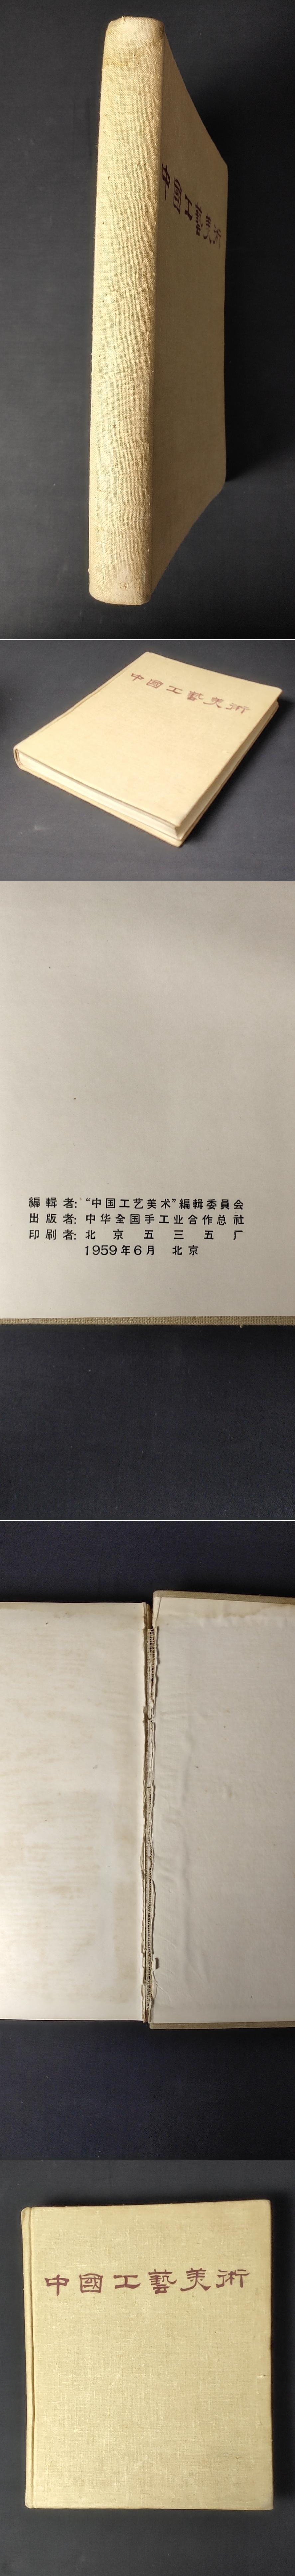 中國工藝美術
中國工藝美術
編輯者：“中国工艺美术”編輯委員会
出版者：中华全国手工业合作总社
印刷者：北京五三五厂
1959年6月 北京
中國工藝美術